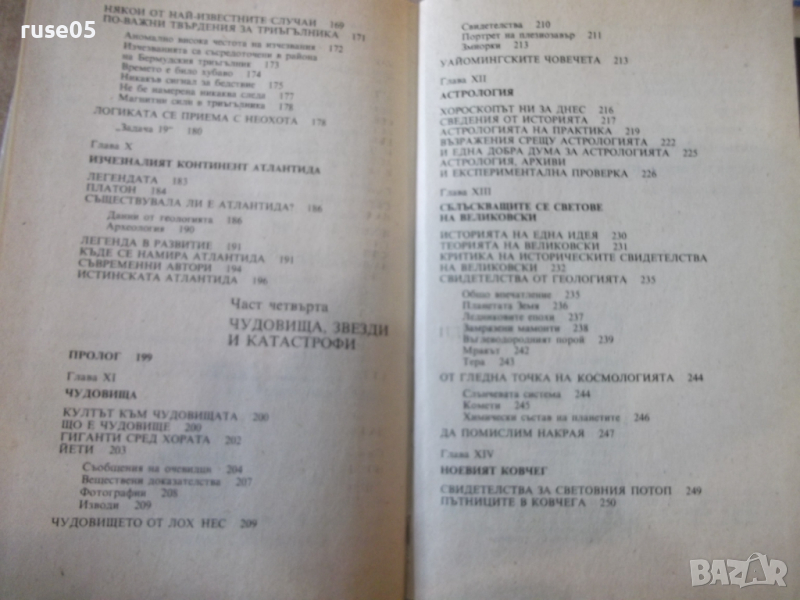 ruse05
НЯКОИ ОТ НАЙ-ИЗВЕСТНИТЕ СЛУЧАИ 169
ПО-ВАЖНИ ТВЪРДЕНИЯ ЗА ТРИЪГЪЛНИКА 171
Аномално висока честота на изчезвания 172
Изчезванията са съсредоточени в района
на Бермудския триъгълник 173
Времето е било хубаво 174
Никакъв сигнал за бедствие 175
Не бе намерена никаква следа 177
Магнитни сили в триъгълника 178
ЛОГИКАТА СЕ ПРИЕМА С НЕОХОТА 178
„Задача 19" 180
Глава X
ИЗЧЕЗНАЛИЯТ КОНТИНЕНТ АТЛАНТИДА
ЛЕГЕНДАТА 183
ПЛАТОН 184
СЪЩЕСТВУВАЛА ЛИ Е АТЛАНТИДА? 186
Данни от геологията 186
Археология 190
ЛЕГЕНДА В РАЗВИТИЕ 191
КЪДЕ СЕ НАМИРА АТЛАНТИДА 191
СЪВРЕМЕННИ АВТОРИ 194
ИСТИНСКАТА АТЛАНТИДА 196
Част четвърта
ЧУДОВИЩА, ЗВЕЗДИ
И КАТАСТРОФИ
ПРОЛОГ 199
Глава XI
ЧУДОВИЩА
КУЛТЪТ КЪМ ЧУДОВИЩАТА 200
ЩО Е ЧУДОВИЩЕ 200
ГИГАНТИ СРЕД ХОРАТА 202
ЙЕТИ 203
Съобщения на очевидци 204
Веществени доказателства 207
Фотографии 208
Изводи 209
ЧУДОВИЩЕТО ОТ ЛОХ НЕС 209
Свидетелства 210
Портрет на плезиозавър 211
Змиорки 213
УАЙОМИНГСКИТЕ ЧОВЕЧЕТА 213
Глава XII
АСТРОЛОГИЯ
ХОРОСКОПЪТ НИ ЗА ДНЕС 216
СВЕДЕНИЯ ОТ ИСТОРИЯТА 217
АСТРОЛОГИЯТА НА ПРАКТИКА 219
ВЪЗРАЖЕНИЯ СРЕЩУ АСТРОЛОГИЯТА 222
И ЕДНА ДОБРА ДУМА ЗА АСТРОЛОГИЯТА 225
АСТРОЛОГИЯ, АРХИВИ
И ЕКСПЕРИМЕНТАЛНА ПРОВЕРКА 226
Глава XIII
СБЛЪСКВАЩИТЕ СЕ СВЕТОВЕ
НА ВЕЛИКОВСКИ
ИСТОРИЯТА НА ЕДНА ИДЕЯ 230
ТЕОРИЯТА НА ВЕЛИКОВСКИ 231
КРИТИКА НА ИСТОРИЧЕСКИТЕ СВИДЕТЕЛСТВА
НА ВЕЛИКОВСКИ 232
СВИДЕТЕЛСТВА ОТ ГЕОЛОГИЯТА 235
Общо впечатление 235
Планетата Земя 236
Ледниковите епохи 237
Замразени мамонти 238
Въглеводородният порой 239
Мракът 242
Тера 243
ОТ ГЛЕДНА ТОЧКА НА КОСМОЛОГИЯТА 244
Слънчевата система 244
Комети 245
Химически състав на планетите 246
ДА ПОМИСЛИМ НАКРАЯ 247
Глава XIV
НОЕВИЯТ КОВЧЕГ
СВИДЕТЕЛСТВА ЗА СВЕТОВНИЯ ПОТОП 249
ПЪТНИЦИТЕ В КОВЧЕГА 250
BAZAR
bg